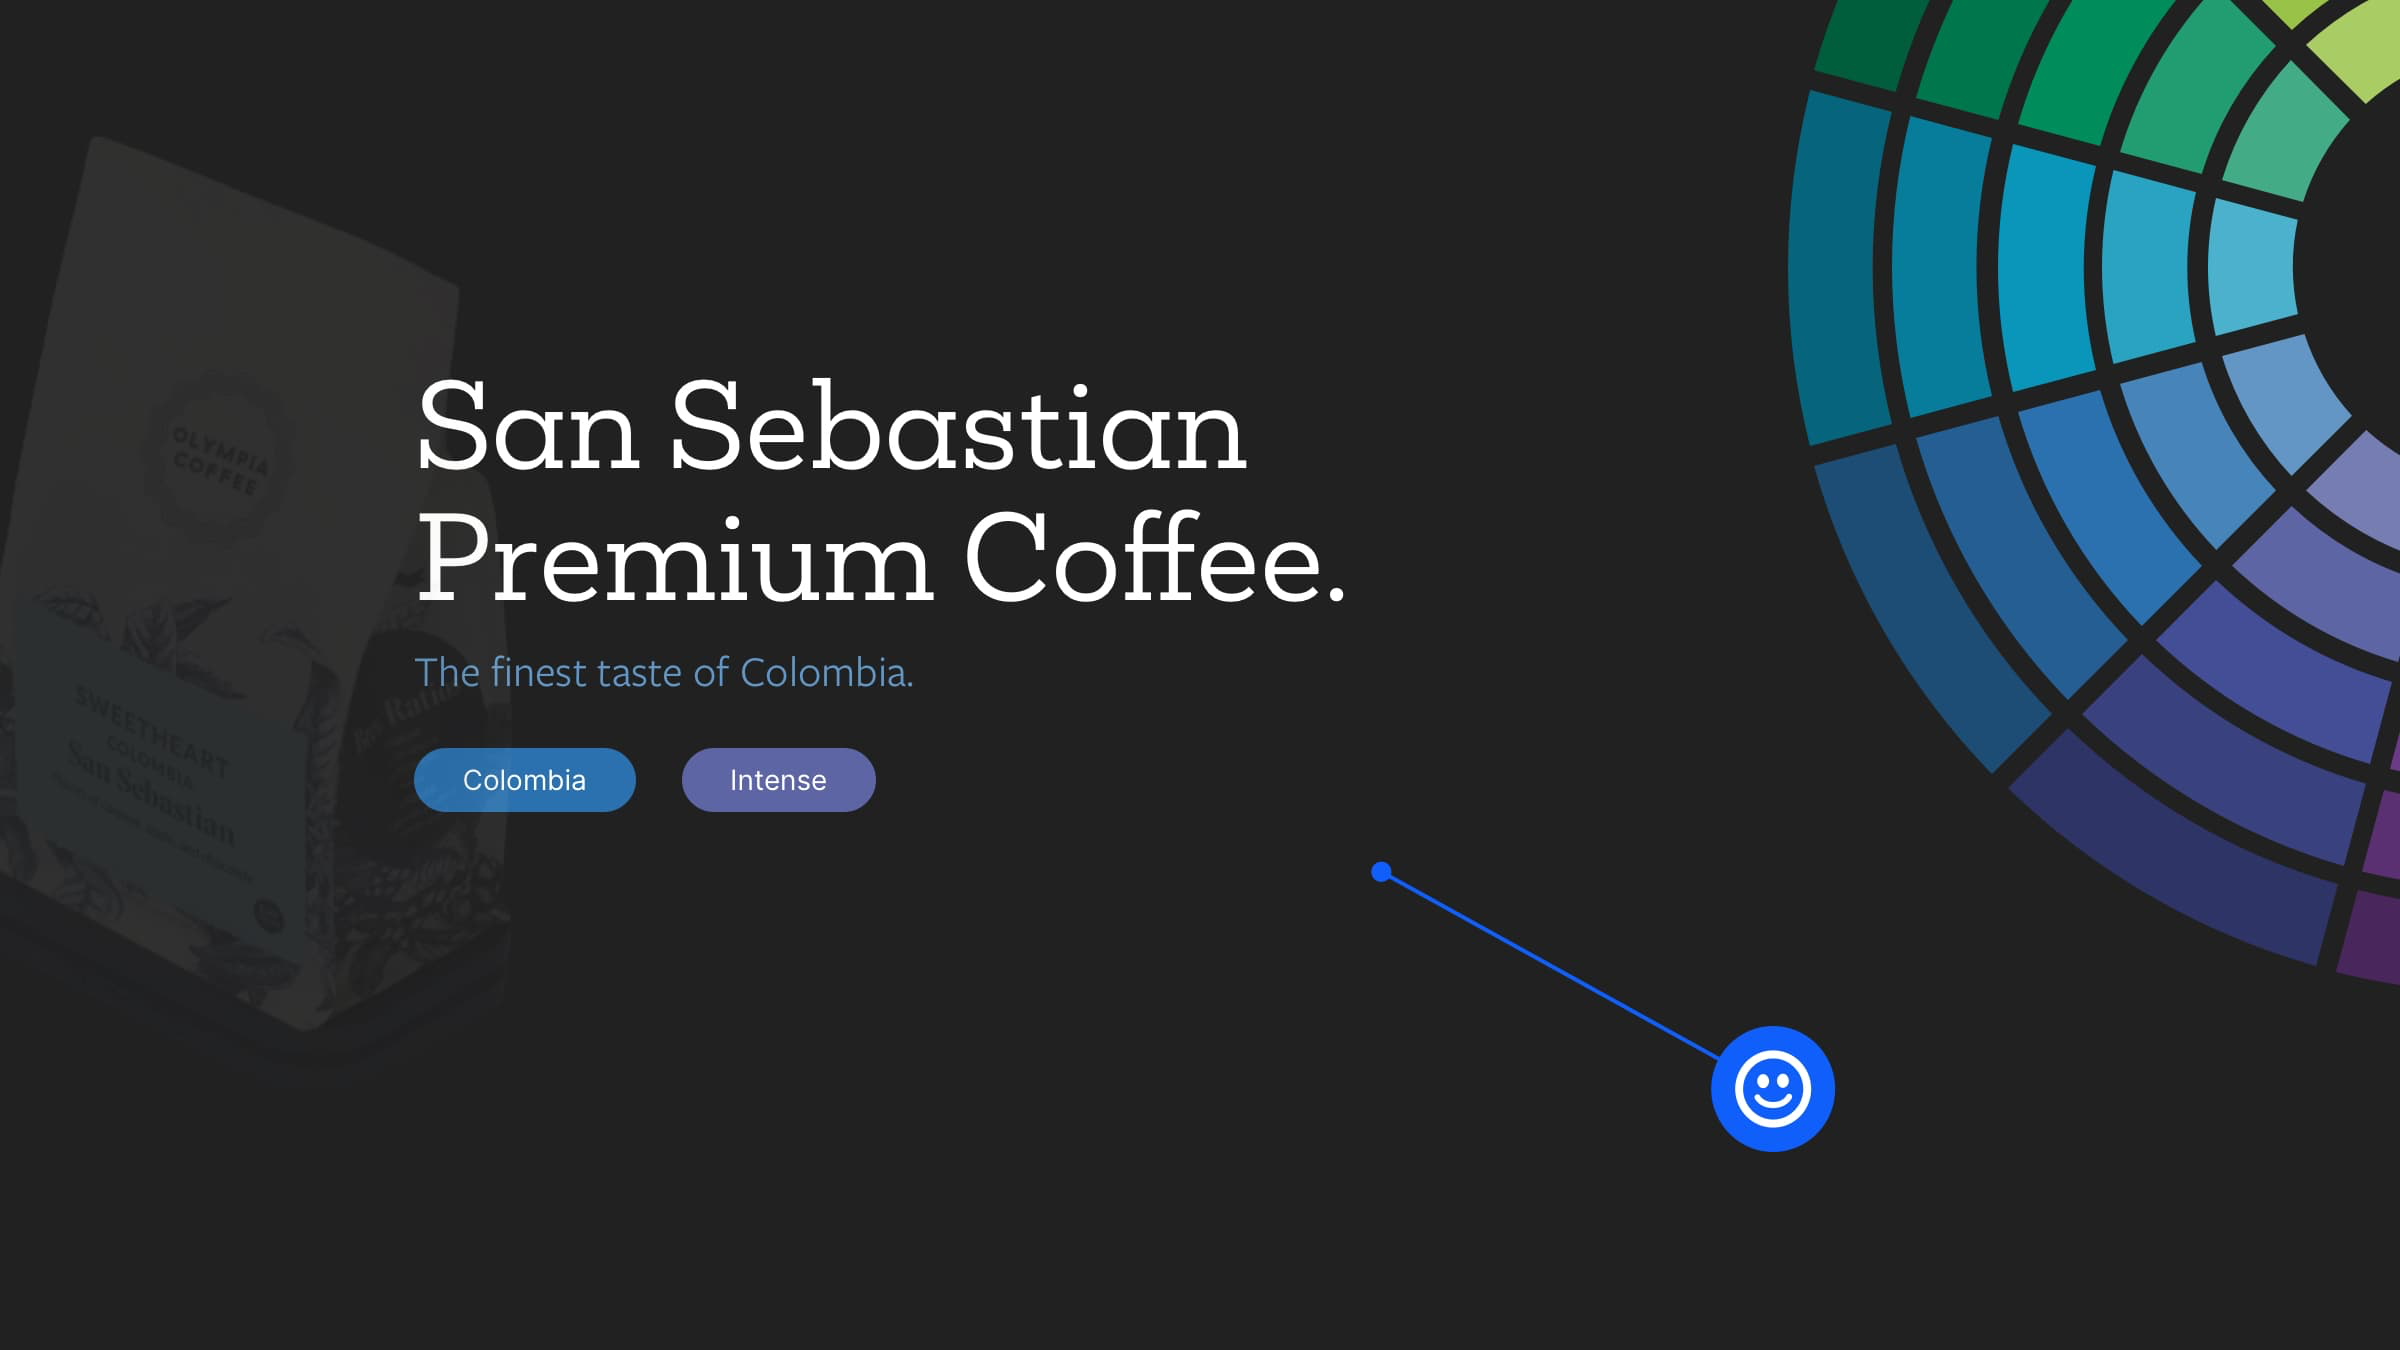 San Sebastian
Premium Coffee.
The finest taste of Colombia.
Colombia
Intense
OLYMPIA
COFFEE
SWEETHEART
COLOMBIA
San Sebastian